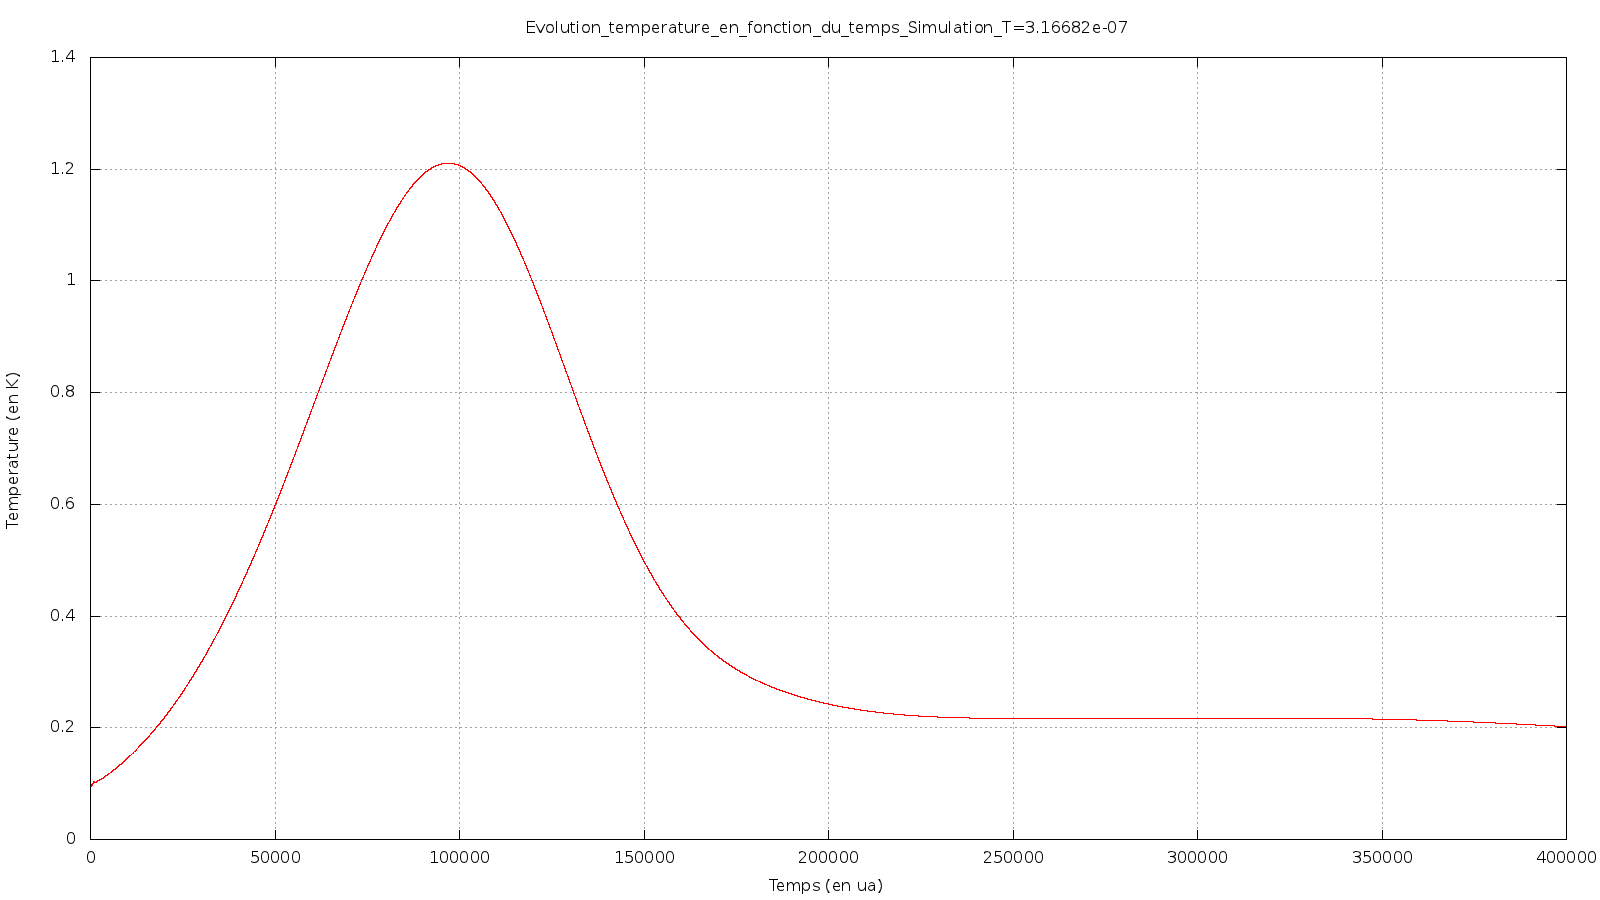 Evolution_temperature_en_fonction_du_temps_Simulation_T=3.16682e-07
1.4
1.2
1
0.8
0.6
0.4
0.2
0
Temperature (en K)
0 50000 100000 150000 200000 250000 300000 350000 400000
Temps (en ua)